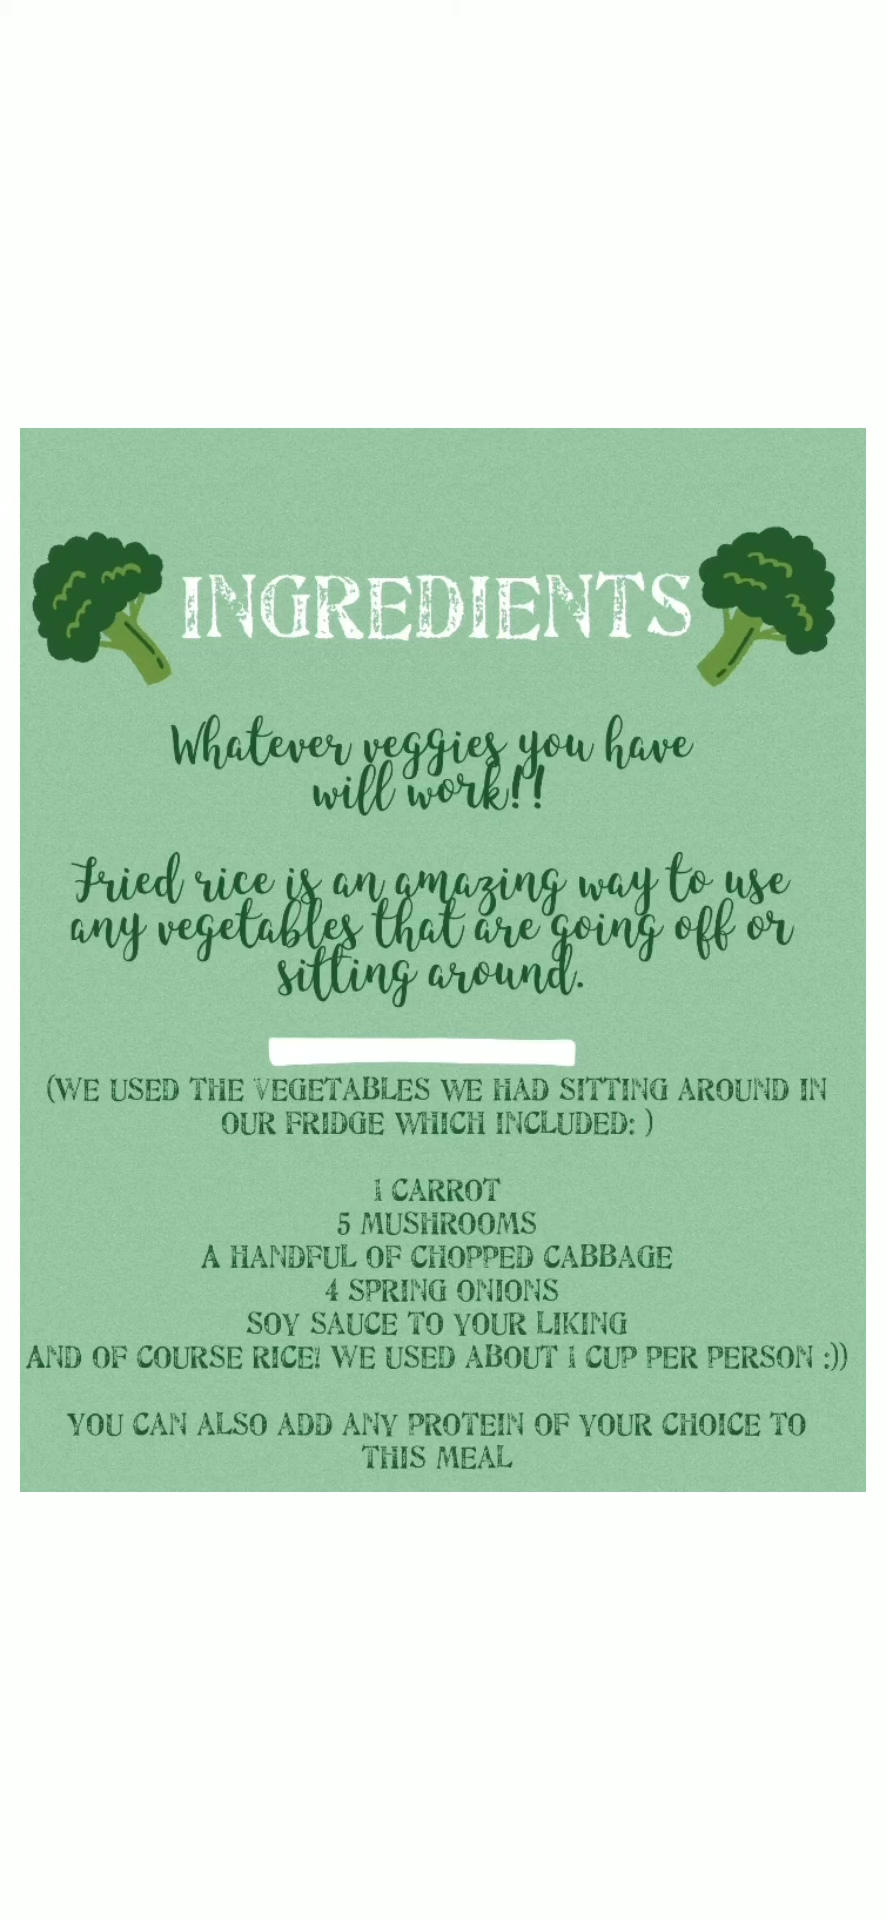 INGREDIENTS
Whatever veggies you have
will work!!
Fried rice is an amazing way to use
any vegetables that are going off or
sitting around.
(WE USED THE VEGETABLES WE HAD SITTING AROUND IN
OUR FRIDGE WHICH INCLUDED: )
1 CARROT
5 MUSHROOMS
A HANDFUL OF CHOPPED CABBAGE
4 SPRING ONIONS
SOY SAUCE TO YOUR LIKING
AND OF COURSE RICE! WE USED ABOUT 1 CUP PER PERSON :))
YOU CAN ALSO ADD ANY PROTEIN OF YOUR CHOICE TO
THIS MEAL